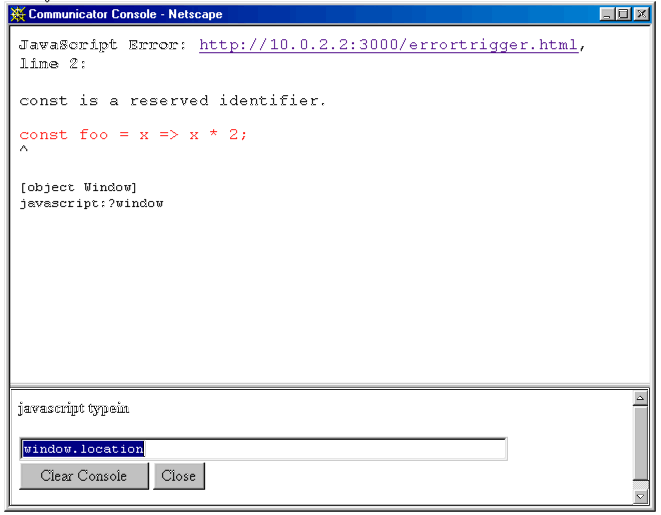 Communicator Console - Netscape
JavaScript Error: http://10.0.2.2:3000/errortrigger.html,
line 2:
const is a reserved identifier.
const foo = x => x * 2;
^
[object Window]
javascript:?window
javascript typein
window.location
Clear Console Close